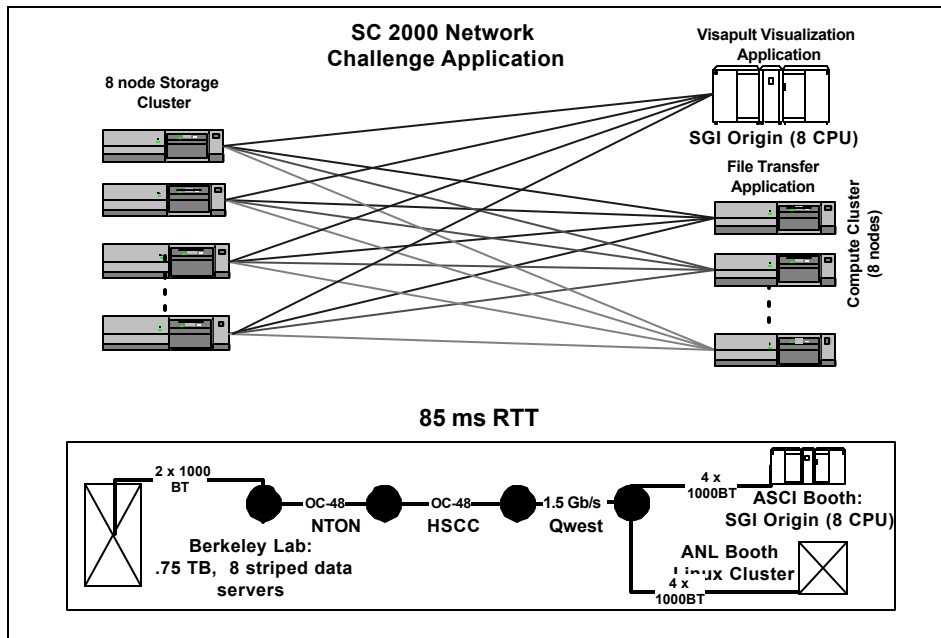 SC 2000 Network
Challenge Application
Visapult Visualization
Application
8 node Storage
Cluster
SGI Origin (8 CPU)
File Transfer
Application
Compute Cluster
(8 nodes)
85 ms RTT
2 x 1000
BT
OC-48
NTON
OC-48
HSCC
1.5 Gb/s
Qwest
4 x
1000BT
ASCI Booth:
SGI Origin (8 CPU)
Berkeley Lab:
.75 TB, 8 striped data
servers
ANL Booth
Linux Cluster
4 x
1000BT